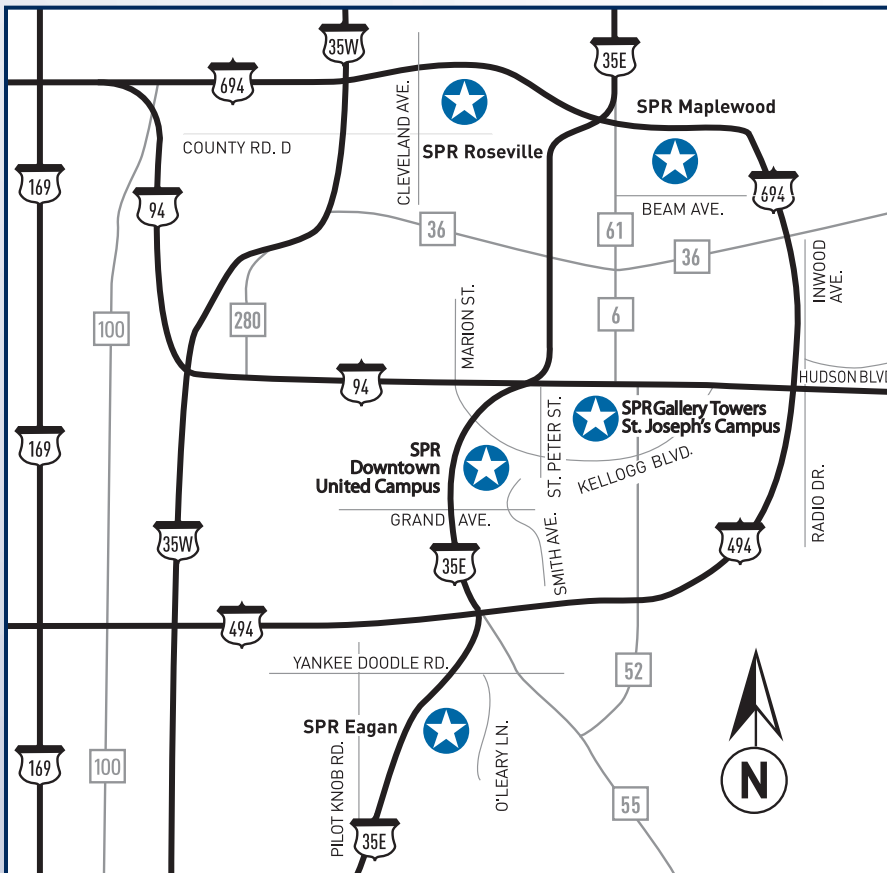 35W
35E
694
SPR Maplewood
CLEVELAND AVE.
COUNTY RD. D
SPR Roseville
169
94
694
BEAM AVE.
36
61
36
INWOOD
AVE.
100
280
MARION ST.
6
94
HUDSON BLVD
SPR Gallery Towers
St. Joseph's Campus
ST. PETER ST.
KELLOGG BLVD.
169
SPR
Downtown
United Campus
GRAND AVE.
SMITH AVE.
RADIO DR.
35W
35E
494
494
YANKEE DOODLE RD.
52
SPR Eagan
PILOT KNOB RD.
O'LEARY LN.
169
100
N
55
35E